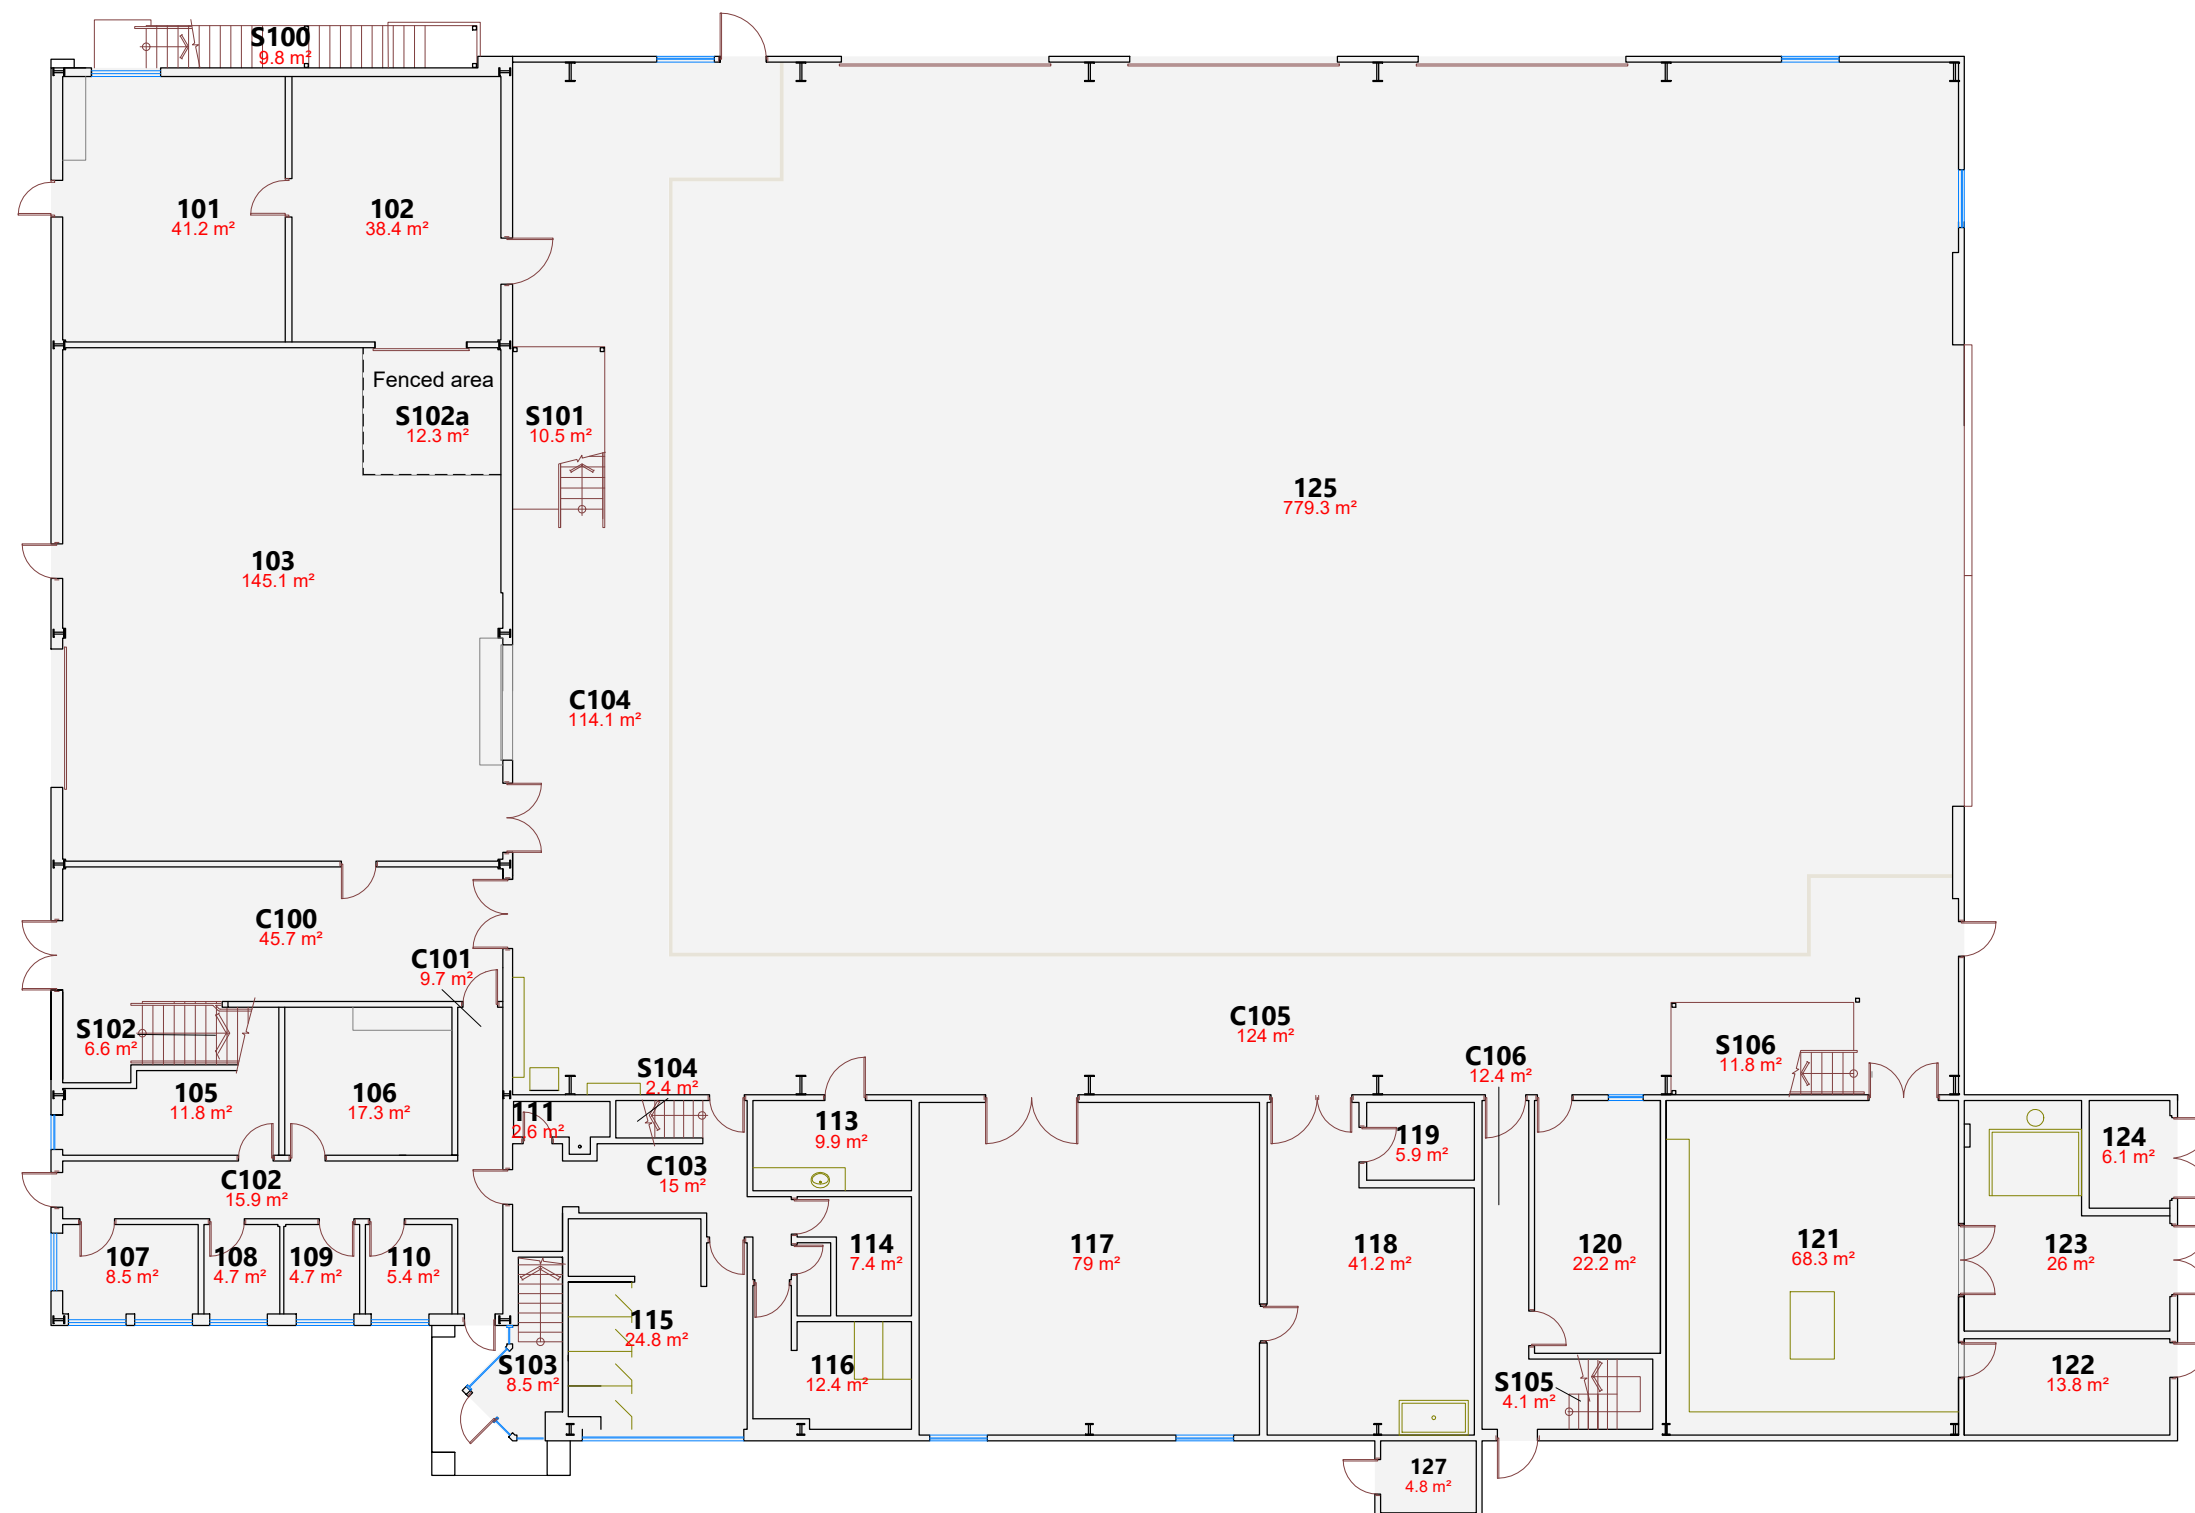 S100
9.8 m²
101
41.2 m²
102
38.4 m²
Fenced area
S102a
12.3 m²
S101
10.5 m²
125
779.3 m²
103
145.1 m²
C104
114.1 m²
C100
45.7 m²
C101
9.7 m²
S102
6.6 m²
105
11.8 m²
106
17.3 m²
C105
124 m²
S104
2.4 m²
C106
12.4 m²
S106
11.8 m²
111
2.6 m²
113
9.9 m²
119
5.9 m²
124
6.1 m²
C102
15.9 m²
C103
15 m²
107
8.5 m²
108
4.7 m²
109
4.7 m²
110
5.4 m²
114
7.4 m²
117
79 m²
118
41.2 m²
120
22.2 m²
121
68.3 m²
123
26 m²
115
24.8 m²
S103
8.5 m²
116
12.4 m²
S105
4.1 m²
122
13.8 m²
127
4.8 m²